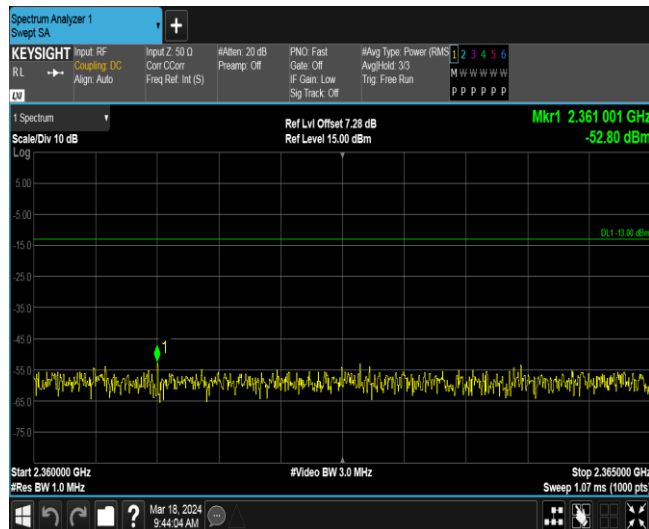 Spectrum Analyzer 1
Swept SA
+
KEYSIGHT
RL
LXI
Input: RF
Coupling: DC
Align: Auto
Input Z: 50 Ω
Corr CCorr
Freq Ref: Int (S)
#Atten: 20 dB
Preamp: Off
PNO: Fast
Gate: Off
IF Gain: Low
Sig Track: Off
#Avg Type: Power (RMS
Avg|Hold: 3/3
Trig: Free Run
1 2 3 4 5 6
M W W W W W
P P P P P P
1 Spectrum
Scale/Div 10 dB
Log
Ref Lvl Offset 7.28 dB
Ref Level 15.00 dBm
Mkr1 2.361 001 GHz
-52.80 dBm
5.00
-5.00
DL1 -13.00 dBm
-15.0
-25.0
-35.0
-45.0
1
-55.0
-65.0
-75.0
Start 2.360000 GHz
#Res BW 1.0 MHz
#Video BW 3.0 MHz
Stop 2.365000 GHz
Sweep 1.07 ms (1000 pts)
?
Mar 18, 2024
9:44:04 AM